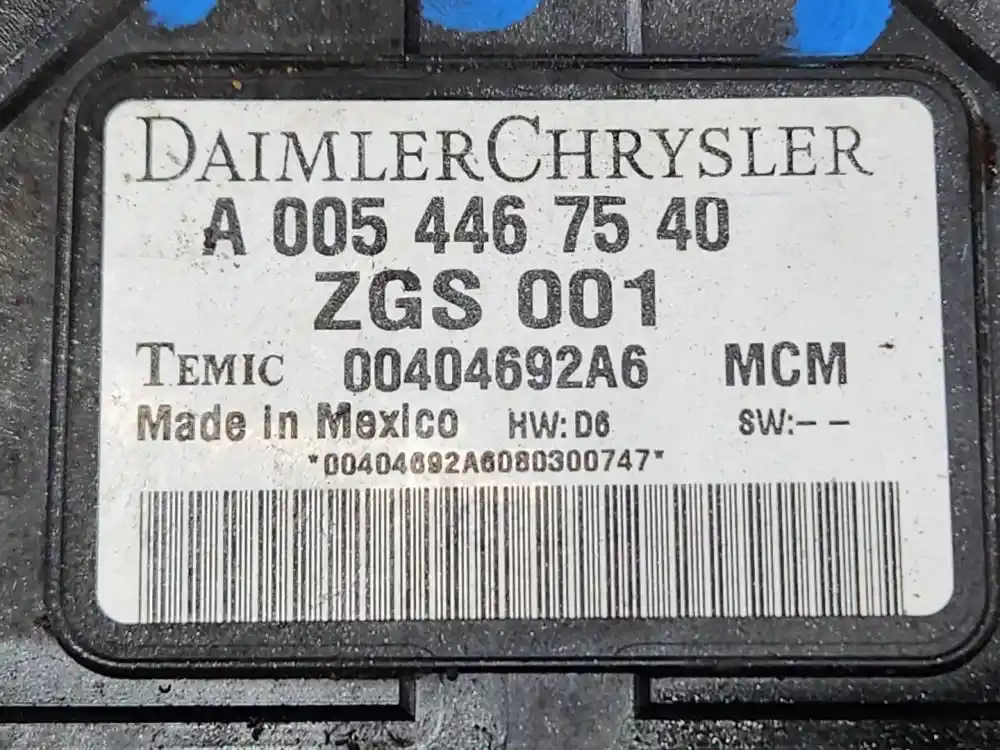 DAIMLERCHRYSLER
A 005 446 75 40
ZGS 001
TEMIC 00404692A6 MCM
Made in Mexico HW: D6 SW:- -
*00404692A6080300747*